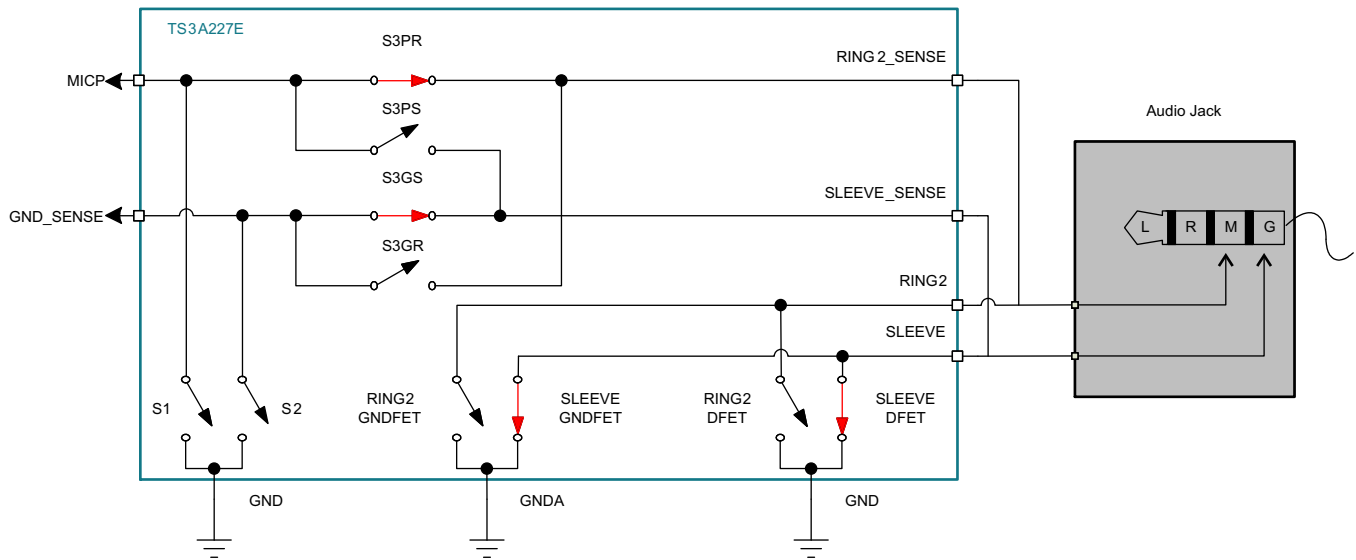 TS3A227E
S3PR
RING2_SENSE
MICP
S3PS
Audio Jack
S3GS
SLEEVE_SENSE
GND_SENSE
L R M G
S3GR
RING2
SLEEVE
S1
S2
RING2
GNDFET
SLEEVE
GNDFET
RING2
DFET
SLEEVE
DFET
GND
GNDA
GND